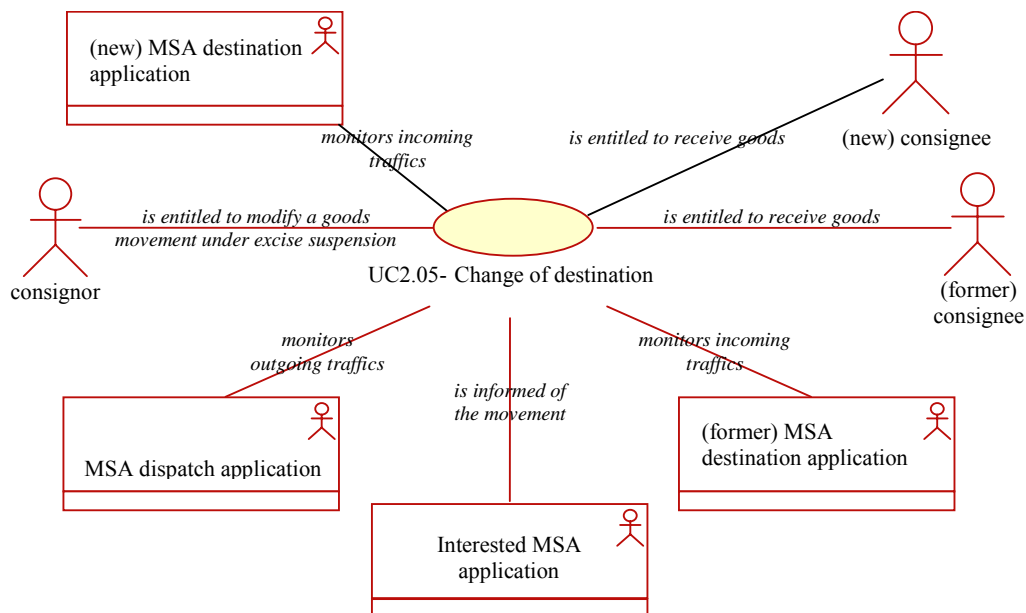 (new) MSA destination
application
monitors incoming
traffics
is entitled to receive goods
(new) consignee
is entitled to modify a goods
movement under excise suspension
is entitled to receive goods
consignor
UC2.05- Change of destination
(former)
consignee
monitors
outgoing traffics
is informed of
the movement
monitors incoming
traffics
MSA dispatch application
(former) MSA
destination application
Interested MSA
application